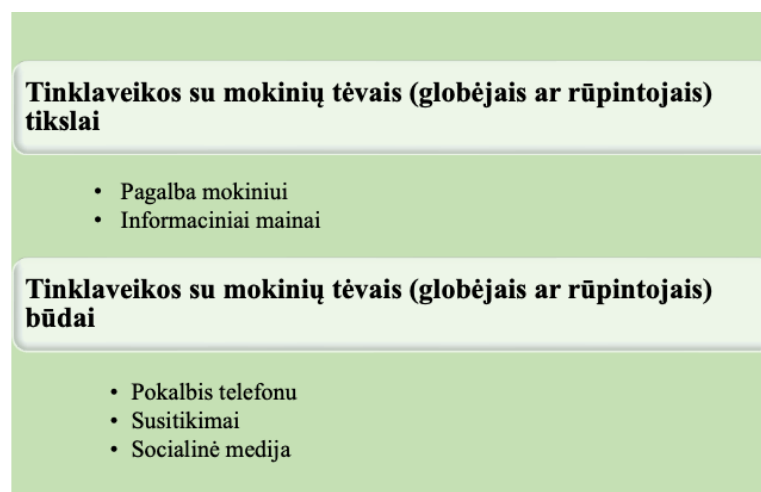 Tinklaveikos su mokinių tėvais (globėjais ar rūpintojais)
tikslai
• Pagalba mokiniui
• Informaciniai mainai
Tinklaveikos su mokinių tėvais (globėjais ar rūpintojais)
būdai
• Pokalbis telefonu
• Susitikimai
• Socialinė medija